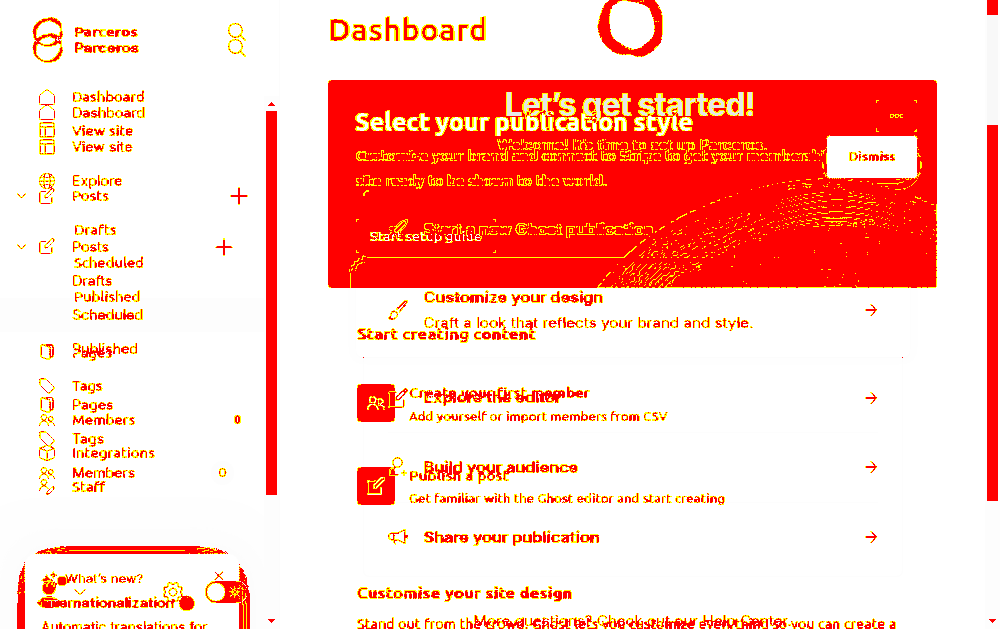 Parceros
Parceros
Dashboard
Dashboard
View site
View site
Explore
Posts
Drafts
Posts
Scheduled
Drafts
Published
Scheduled
Published
Pages
Tags
Pages
Members 0
Tags
Integrations
Members 0
Staff
What's new?
Internationalization
Automatic translations for
Dashboard
Let's get started!
Select your publication style
Welcome! It's time to set up Parceros.
Customize your brand and connect to Stripe to get your members
site ready to be shown to the world.
Dismiss
Start a new Ghost publication
Start setup guide
Customize your design
Craft a look that reflects your brand and style.
Start creating content
Create your first member
Explore the editor
Add yourself or import members from CSV
Build your audience
Publish a post
Get familiar with the Ghost editor and start creating
Share your publication
Customise your site design
More questions? Check out our Help Center
Stand out from the crowd. Ghost lets you customize everything so you can create a